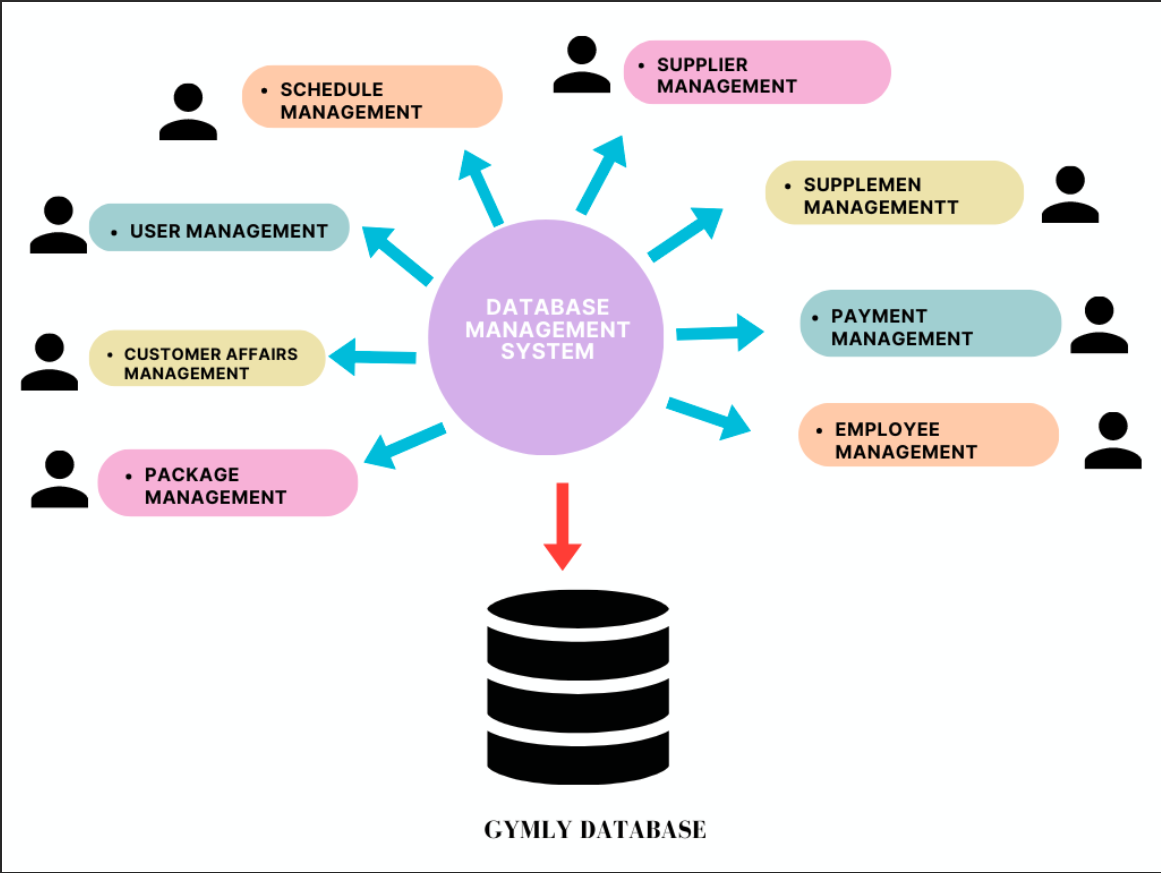 • SUPPLIER
MANAGEMENT
• SCHEDULE
MANAGEMENT
• SUPPLEMEN
MANAGEMENTT
• USER MANAGEMENT
DATABASE
MANAGEMENT
SYSTEM
• PAYMENT
MANAGEMENT
• CUSTOMER AFFAIRS
MANAGEMENT
• EMPLOYEE
MANAGEMENT
• PACKAGE
MANAGEMENT
GYMLY DATABASE